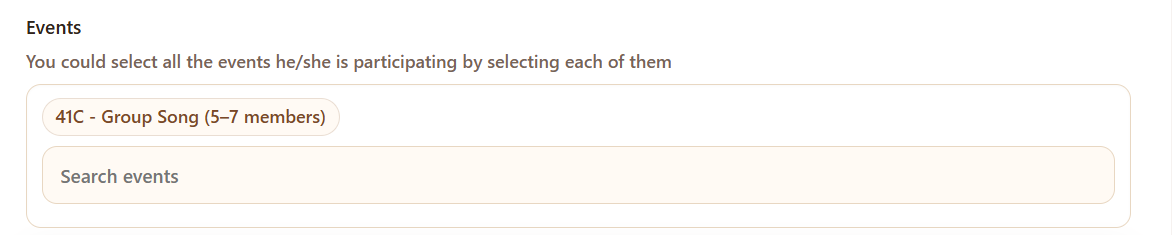 Events
You could select all the events he/she is participating by selecting each of them
41C - Group Song (5–7 members)
Search events